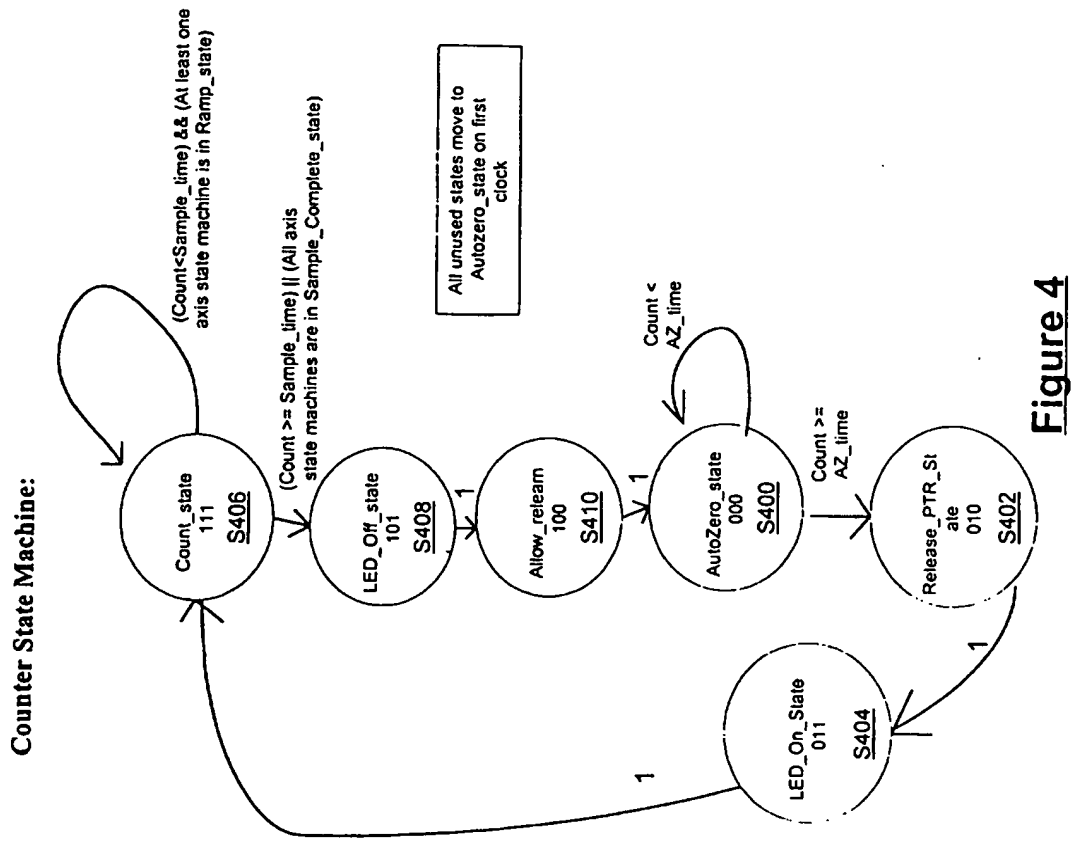 Counter State Machine:
(Count<Sample_time) && (At least one
axis state machine is in Ramp_state)
Count_state
111
S406
(Count >= Sample_time) || (All axis
state machines are in Sample_Complete_state)
LED_Off_state
101
S408
1
All unused states move to
Autozero_state on first
clock
Allow_relearn
100
S410
1
Count <
AZ_time
AutoZero_state
000
S400
Count >=
AZ_time
Release_PTR_St
ate
010
S402
1
LED_On_State
011
S404
1
Figure 4